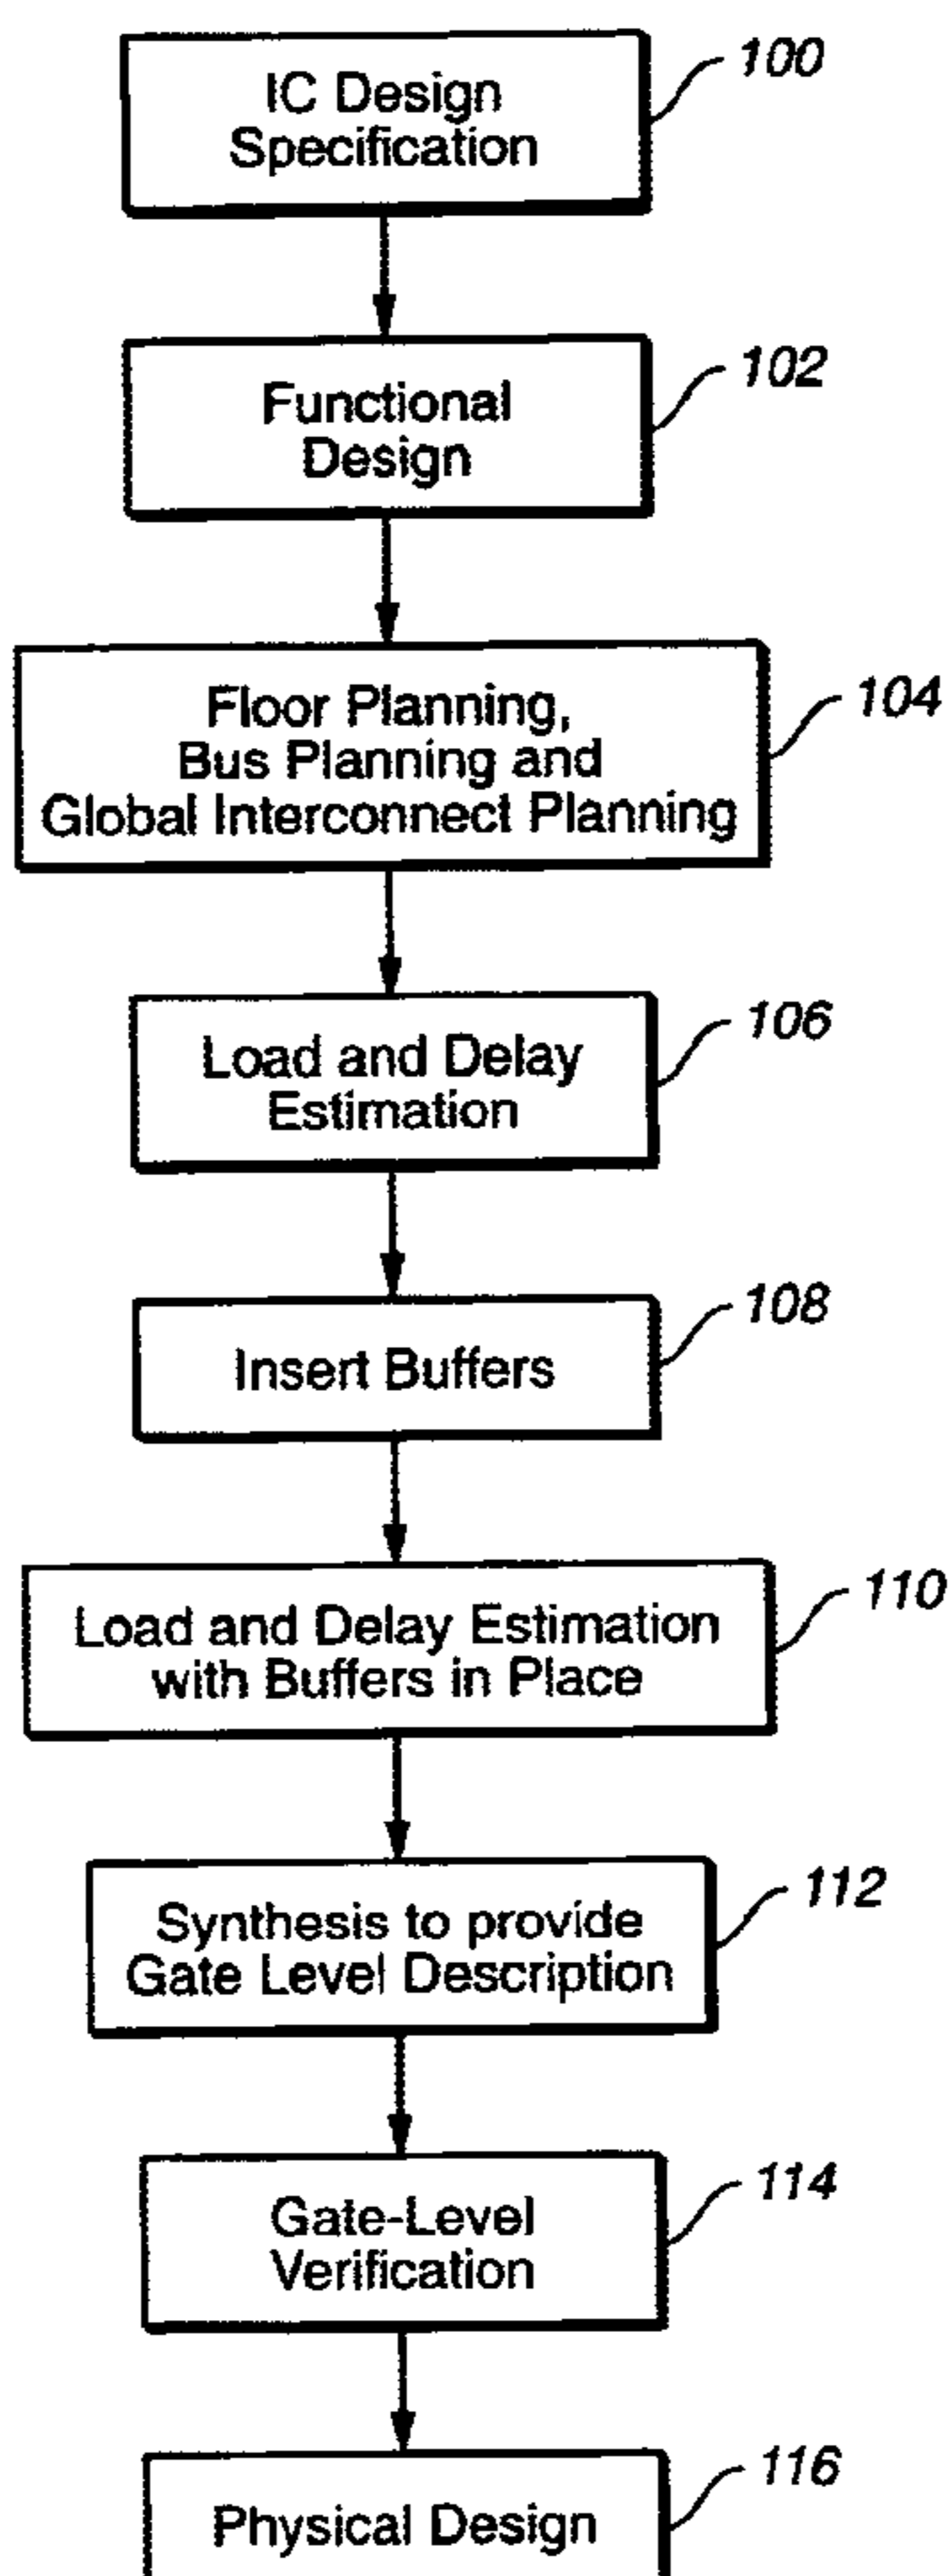 100
IC Design
Specification
102
Functional
Design
104
Floor Planning,
Bus Planning and
Global Interconnect Planning
106
Load and Delay
Estimation
108
Insert Buffers
110
Load and Delay Estimation
with Buffers in Place
112
Synthesis to provide
Gate Level Description
114
Gate-Level
Verification
116
Physical Design